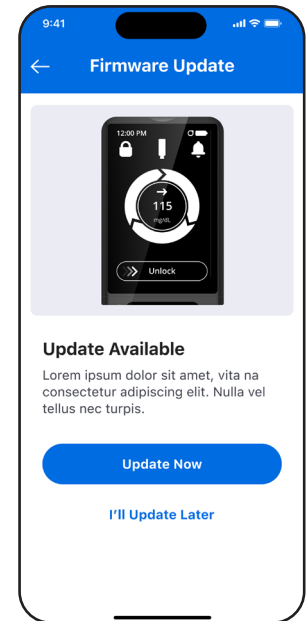 9:41
Firmware Update
12:00 PM
115
mg/dL
Unlock
Update Available
Lorem ipsum dolor sit amet, vita na
consectetur adipiscing elit. Nulla vel
tellus nec turpis.
Update Now
I’ll Update Later